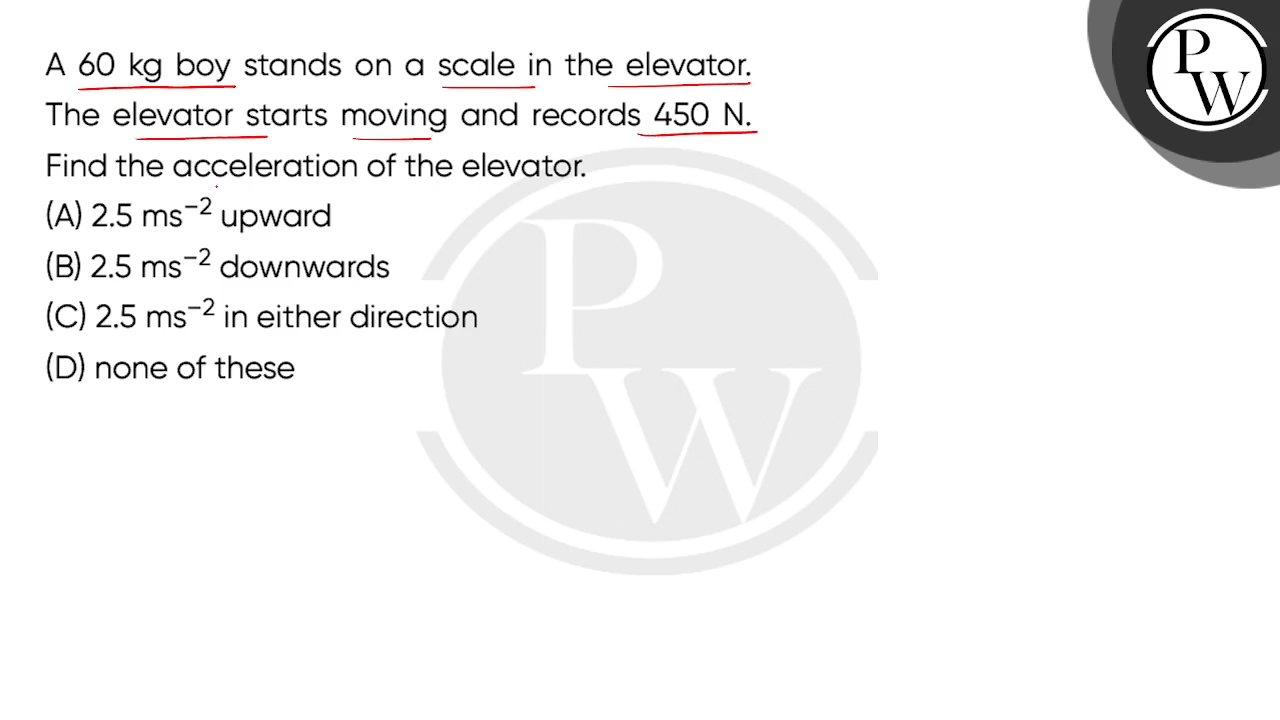 A 60 kg boy stands on a scale in the elevator.
The elevator starts moving and records 450 N.
Find the acceleration of the elevator.
(A) 2.5 ms⁻² upward
(B) 2.5 ms⁻² downwards
(C) 2.5 ms⁻² in either direction
(D) none of these
PW
PW